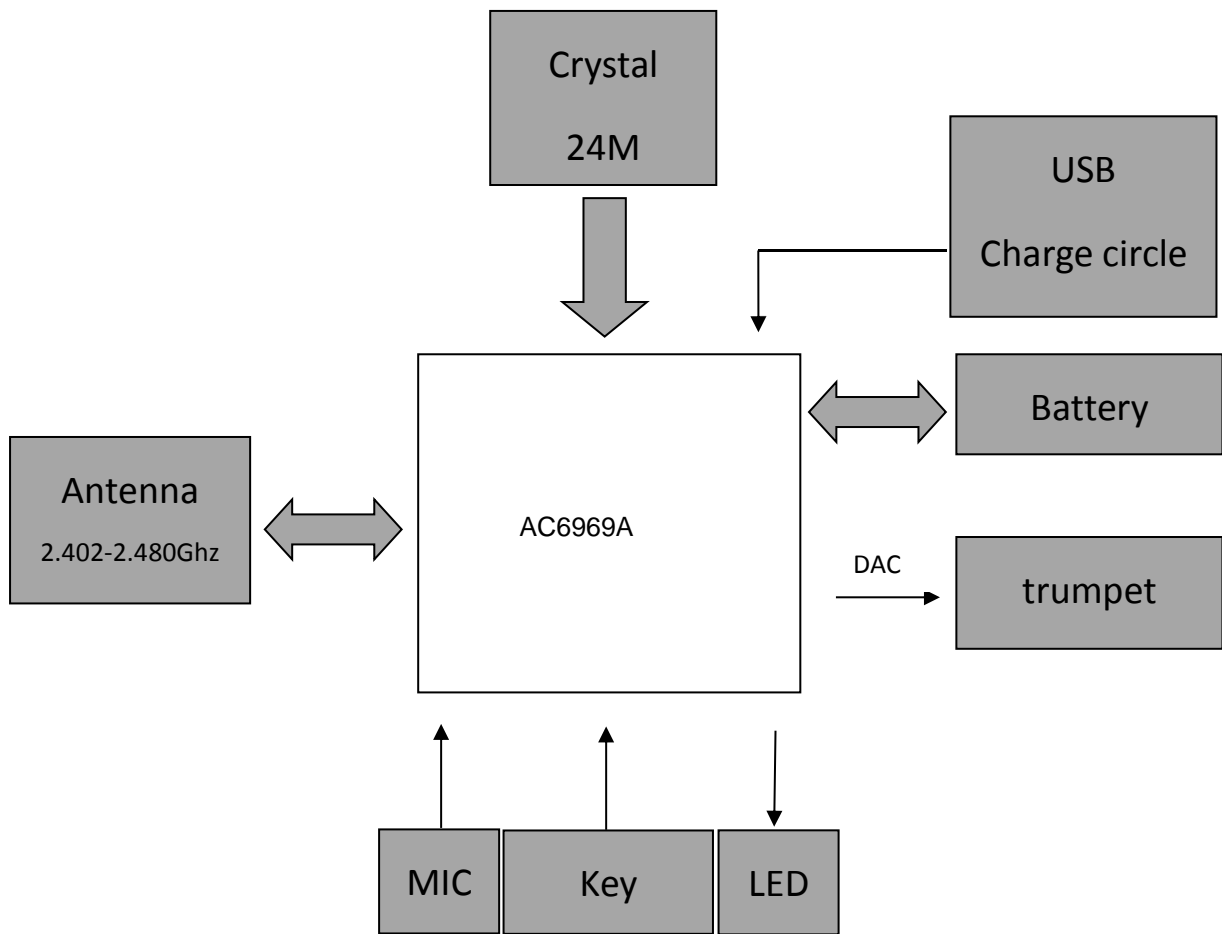 Crystal
24M
USB
Charge circle
Battery
Antenna
2.402-2.480Ghz
AC6969A
DAC
trumpet
MIC
Key
LED